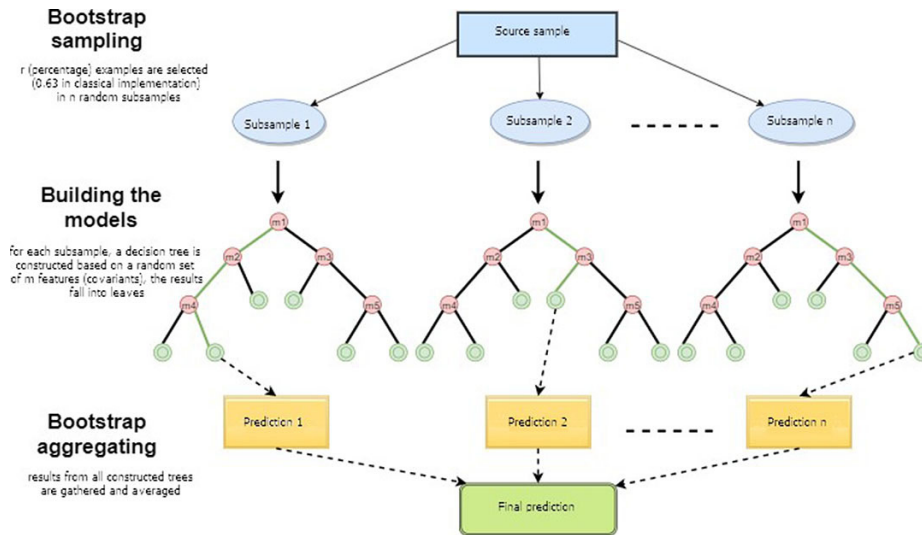 Bootstrap
sampling
r (percentage) examples are selected
(0.63 in classical implementation)
in n random subsamples
Source sample
Subsample 1
Subsample 2
Subsample n
Building the
models
for each subsample, a decision tree is
constructed based on a random set
of m features (covariants), the results
fall into leaves
m1
m2
m3
m4
m5
m1
m2
m3
m4
m5
m1
m2
m3
m4
m5
Bootstrap
aggregating
results from all constructed trees
are gathered and averaged
Prediction 1
Prediction 2
Prediction n
Final prediction